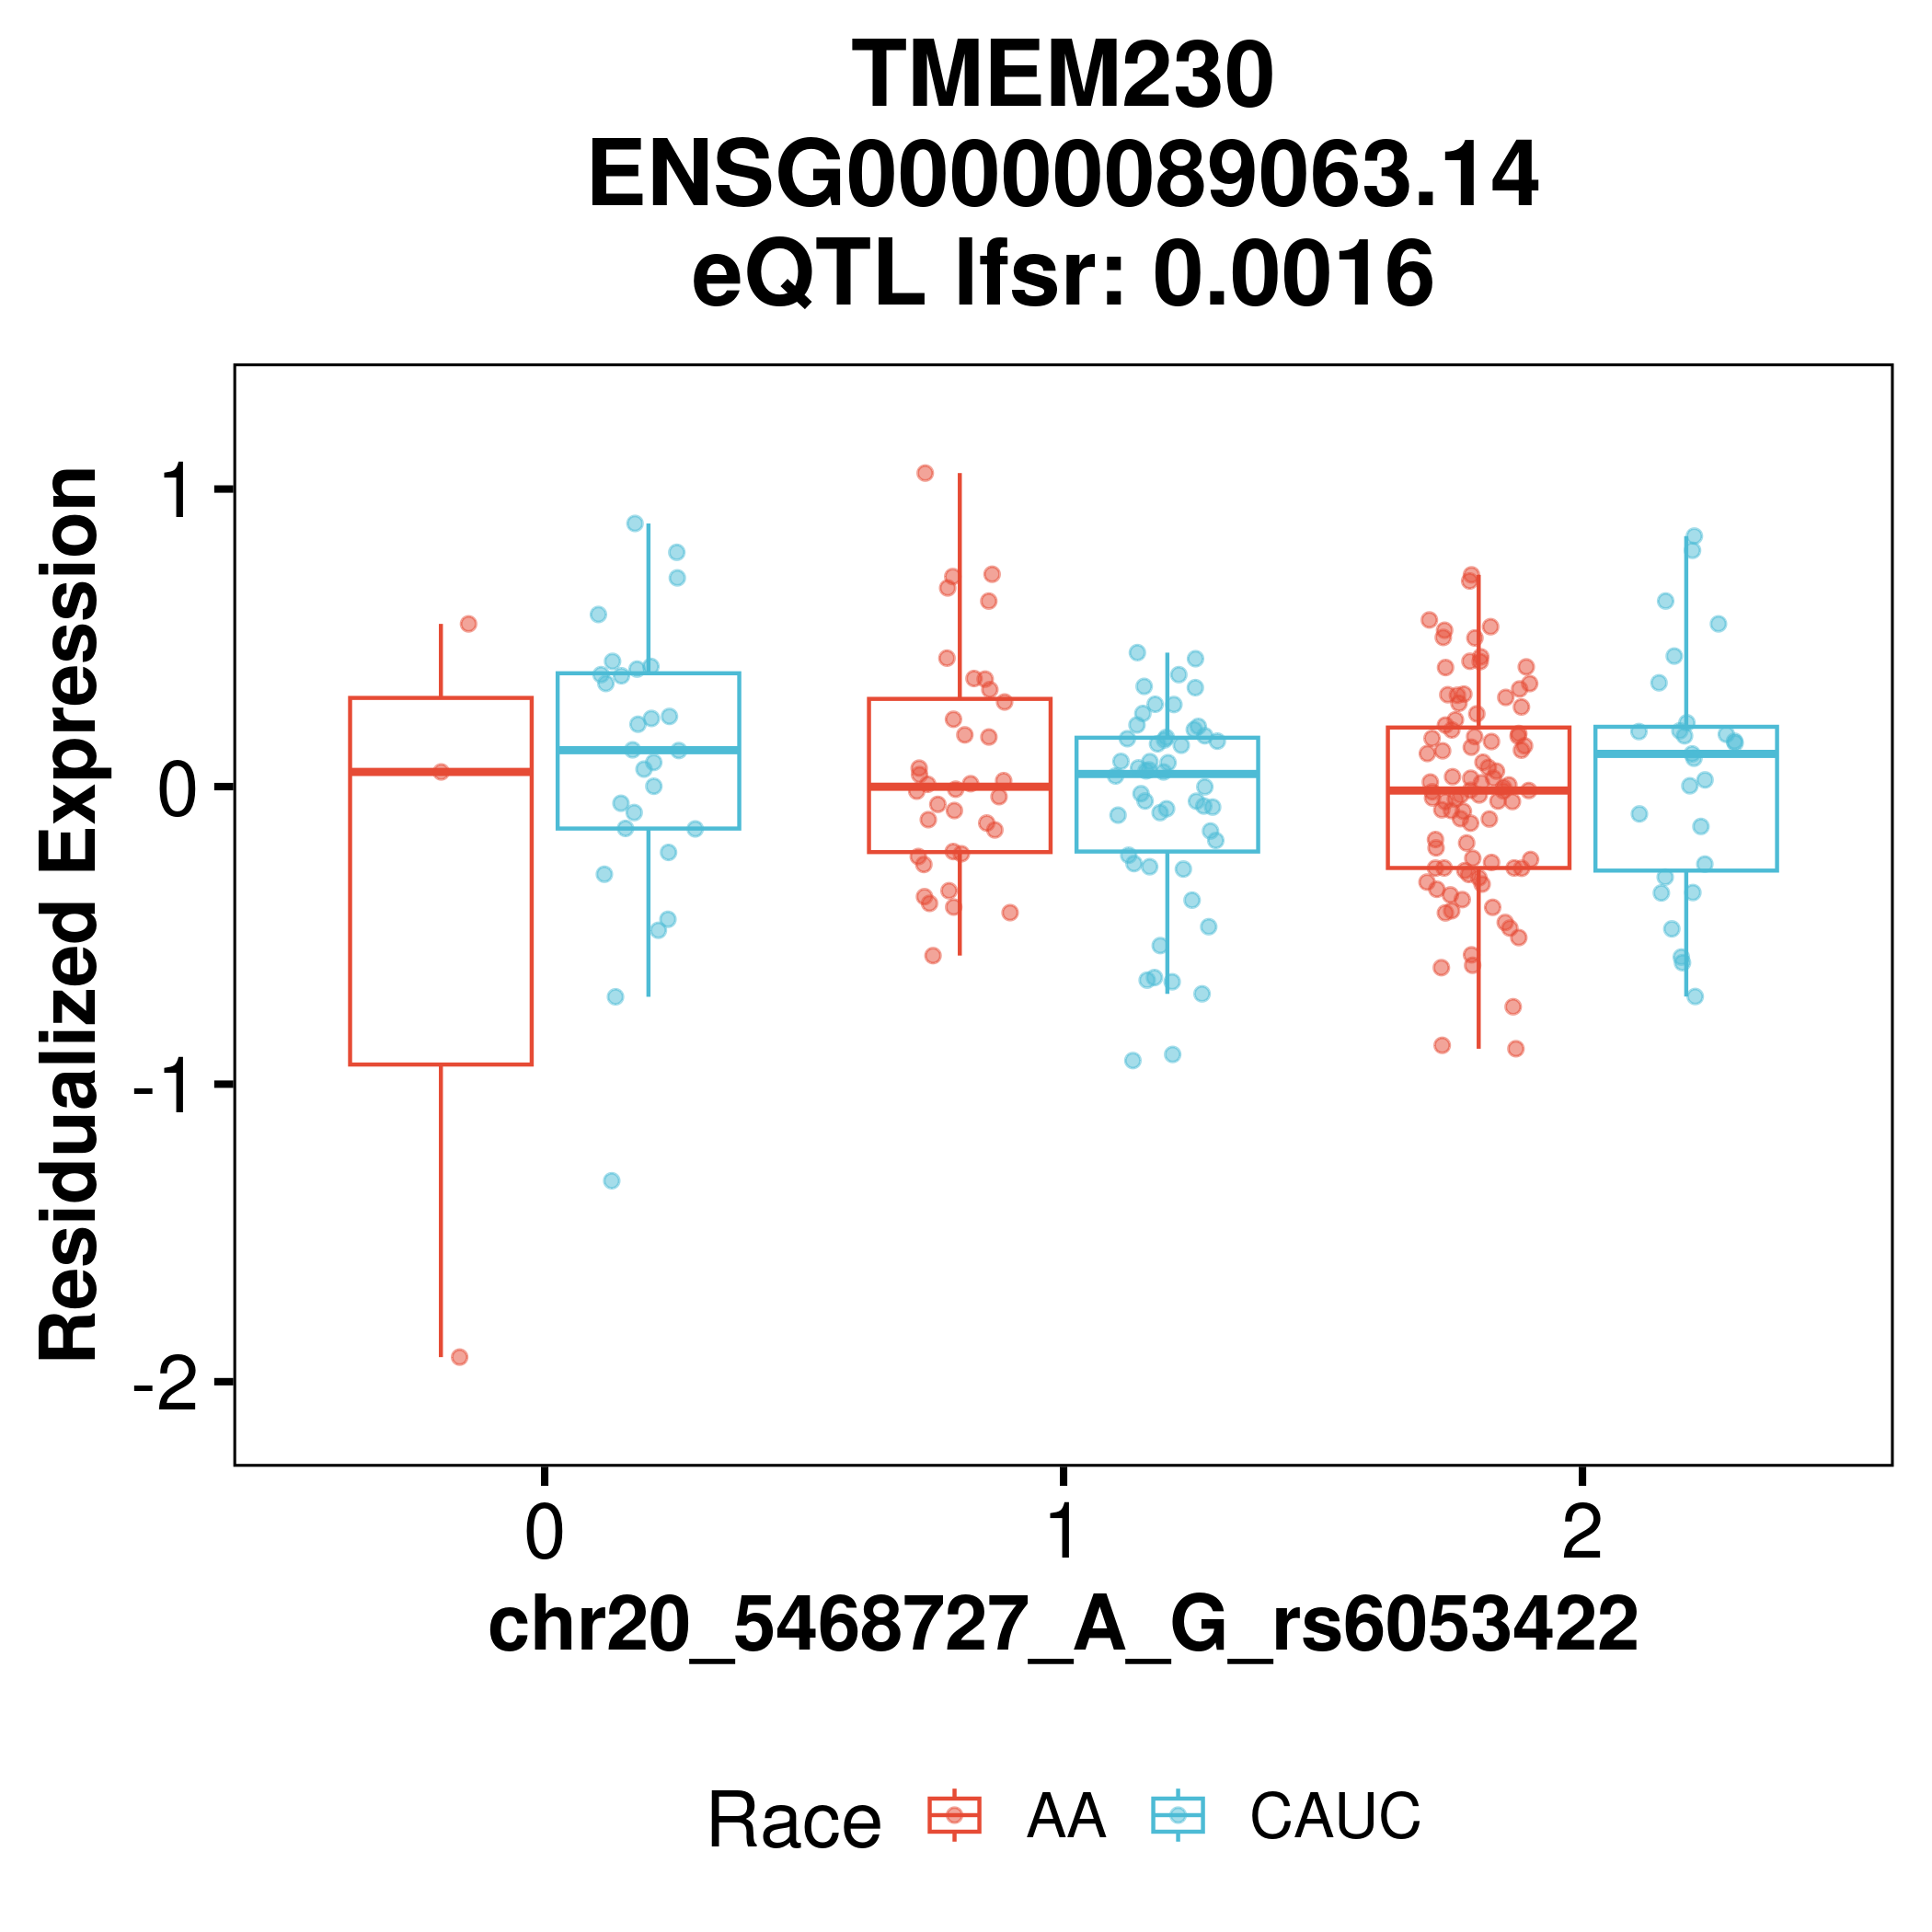 TMEM230
ENSG00000089063.14
eQTL lfsr: 0.0016
Residualized Expression
1
0
-1
-2
0 1 2
chr20_5468727_A_G_rs6053422
Race AA CAUC